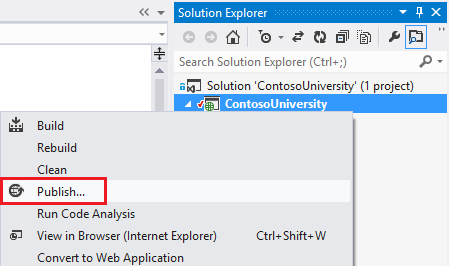 Solution Explorer
Search Solution Explorer (Ctrl+;)
Solution 'ContosoUniversity' (1 project)
ContosoUniversity
Build
Rebuild
Clean
Publish...
Run Code Analysis
View in Browser (Internet Explorer) Ctrl+Shift+W
Convert to Web Application